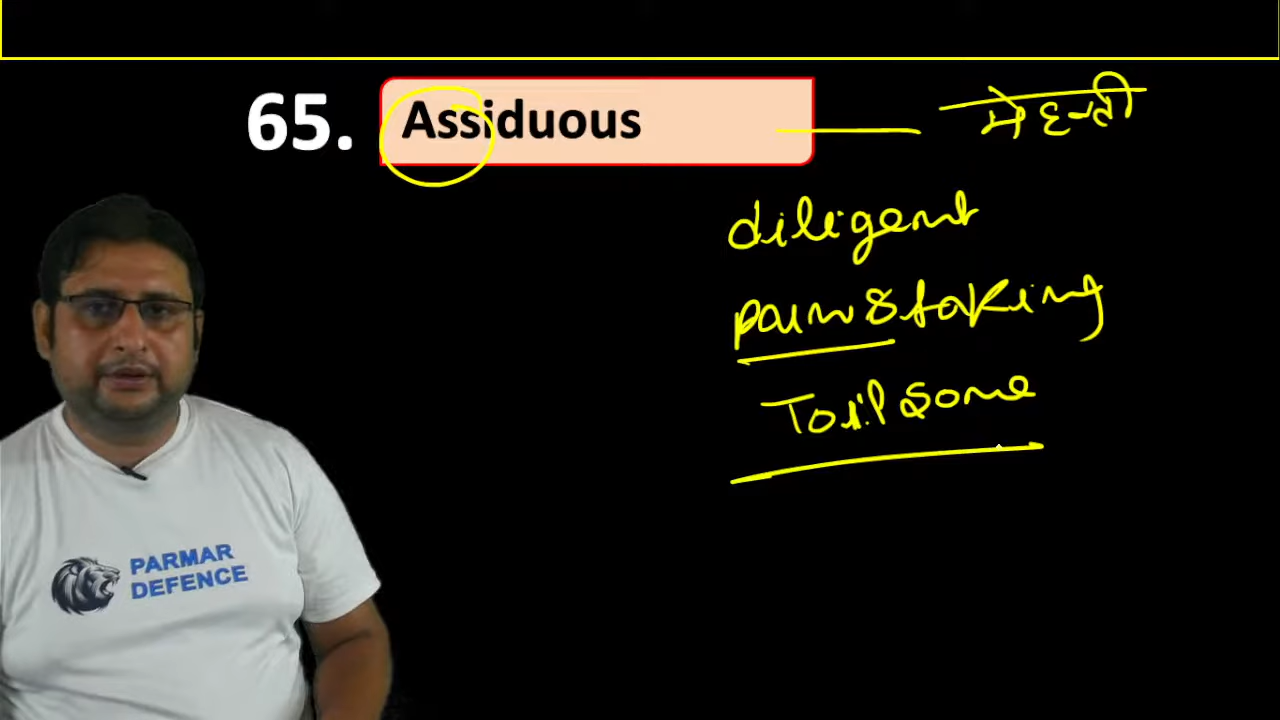 65. Assiduous
मेहनती
diligent
painstaking
Toilsome
PARMAR
DEFENCE